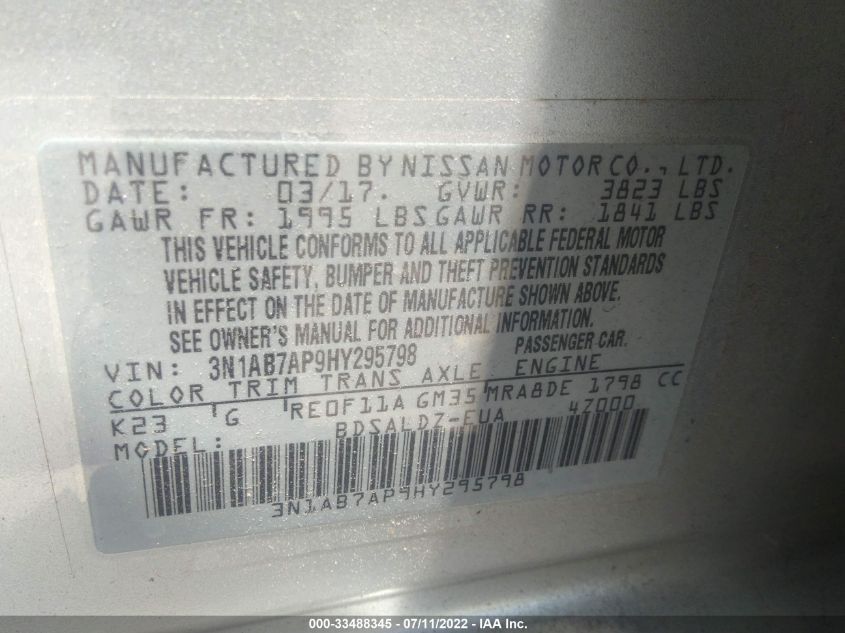 MANUFACTURED BY NISSAN MOTOR CO., LTD.
DATE: 03/17. GVWR: 3823 LBS
GAWR FR: 1995 LBS GAWR RR: 1841 LBS
THIS VEHICLE CONFORMS TO ALL APPLICABLE FEDERAL MOTOR
VEHICLE SAFETY, BUMPER AND THEFT PREVENTION STANDARDS
IN EFFECT ON THE DATE OF MANUFACTURE SHOWN ABOVE.
SEE OWNER'S MANUAL FOR ADDITIONAL INFORMATION.
VIN: 3N1AB7AP9HY295798 PASSENGER CAR.
COLOR TRIM TRANS AXLE ENGINE
K23 G RE0F11A GM35 MRA8DE 1798 CC
MODEL: BDSALDZ-EUA 4Z000
3N1AB7AP9HY295798
000-33488345 - 07/11/2022 - IAA Inc.